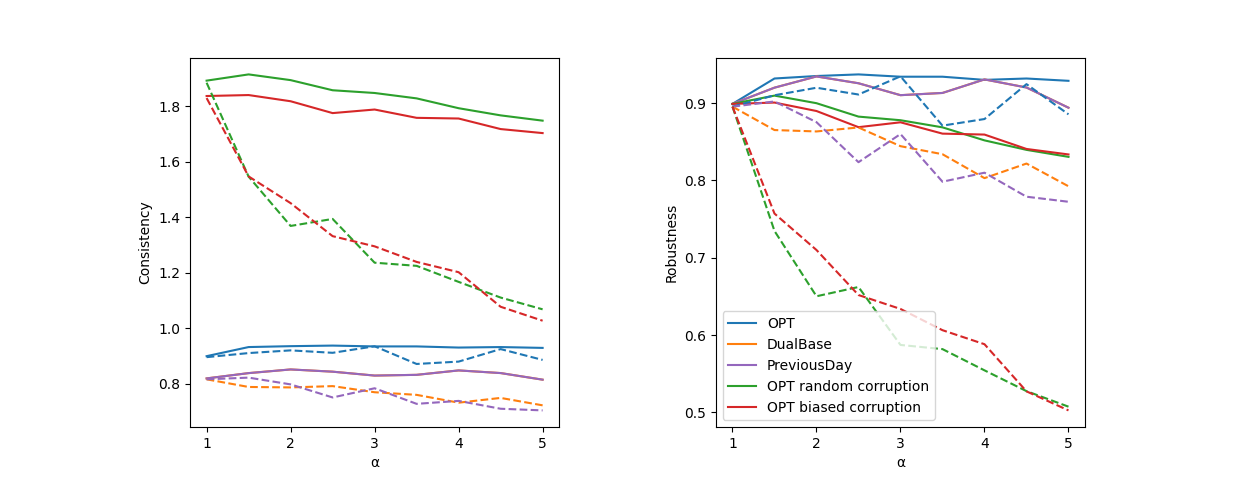 Consistency
1.8
1.6
1.4
1.2
1.0
0.8
1 2 3 4 5
α
Robustness
0.9
0.8
0.7
0.6
0.5
OPT
DualBase
PreviousDay
OPT random corruption
OPT biased corruption
1 2 3 4 5
α